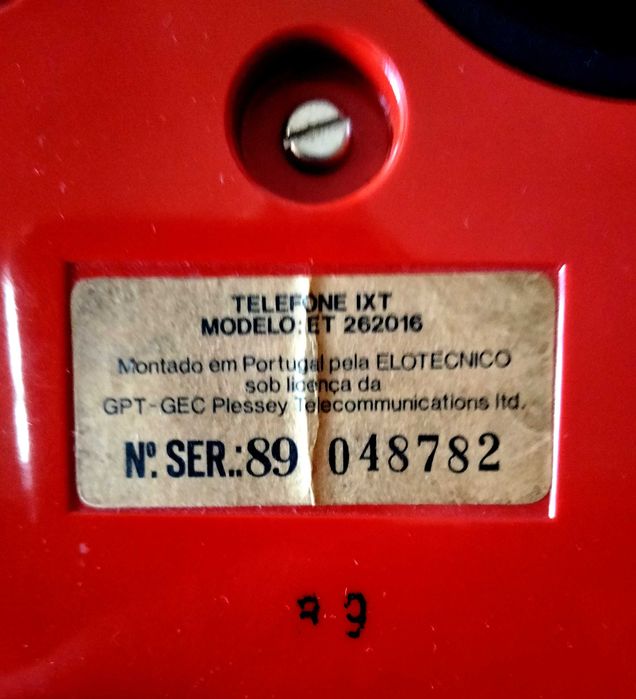 TELEFONE IXT
MODELO: ET 262016
Montado em Portugal pela ELOTECNICO
sob licença da
GPT-GEC Plessey Telecommunications ltd.
Nº. SER.: 89 048782